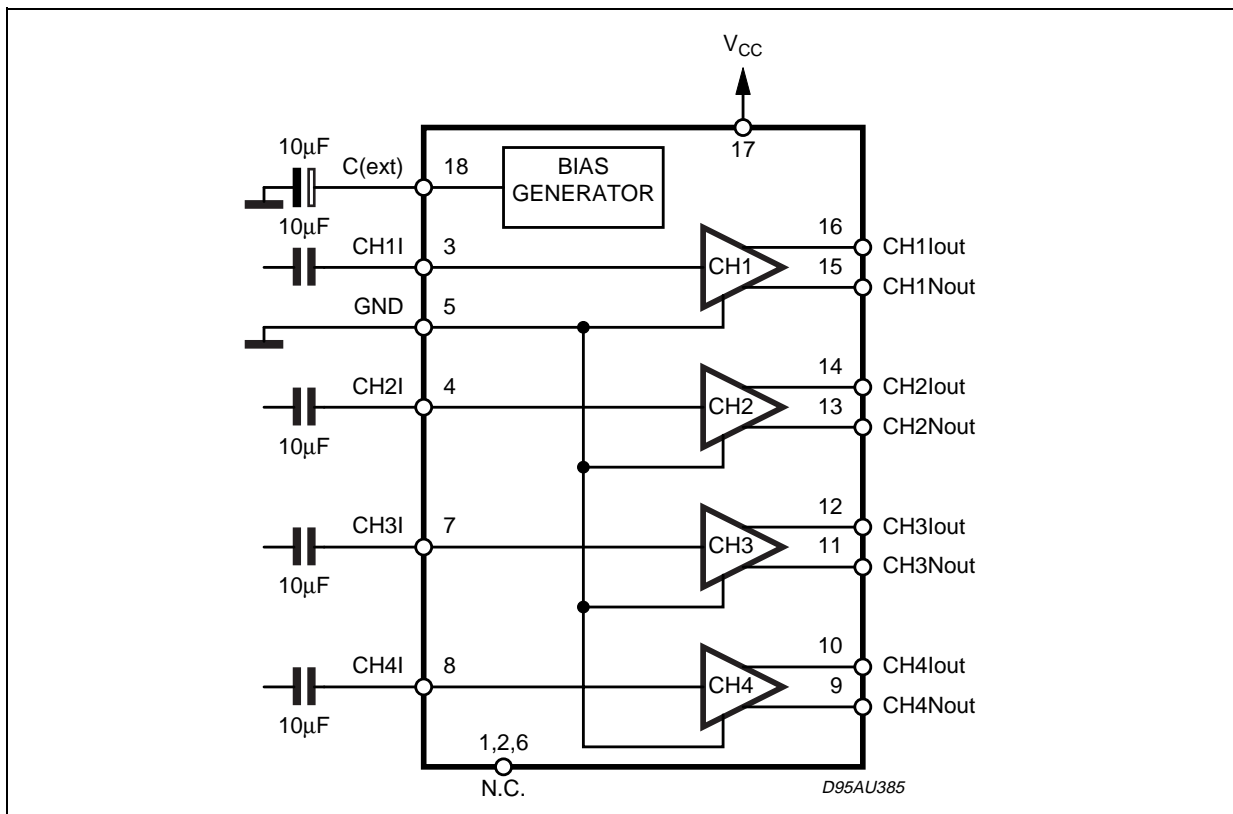 V_CC
17
10μF
C(ext)
18
BIAS
GENERATOR
10μF
CH1I
3
CH1
16
CH1Iout
15
CH1Nout
GND
5
10μF
CH2I
4
CH2
14
CH2Iout
13
CH2Nout
10μF
CH3I
7
CH3
12
CH3Iout
11
CH3Nout
10μF
CH4I
8
CH4
10
CH4Iout
9
CH4Nout
1,2,6
N.C.
D95AU385